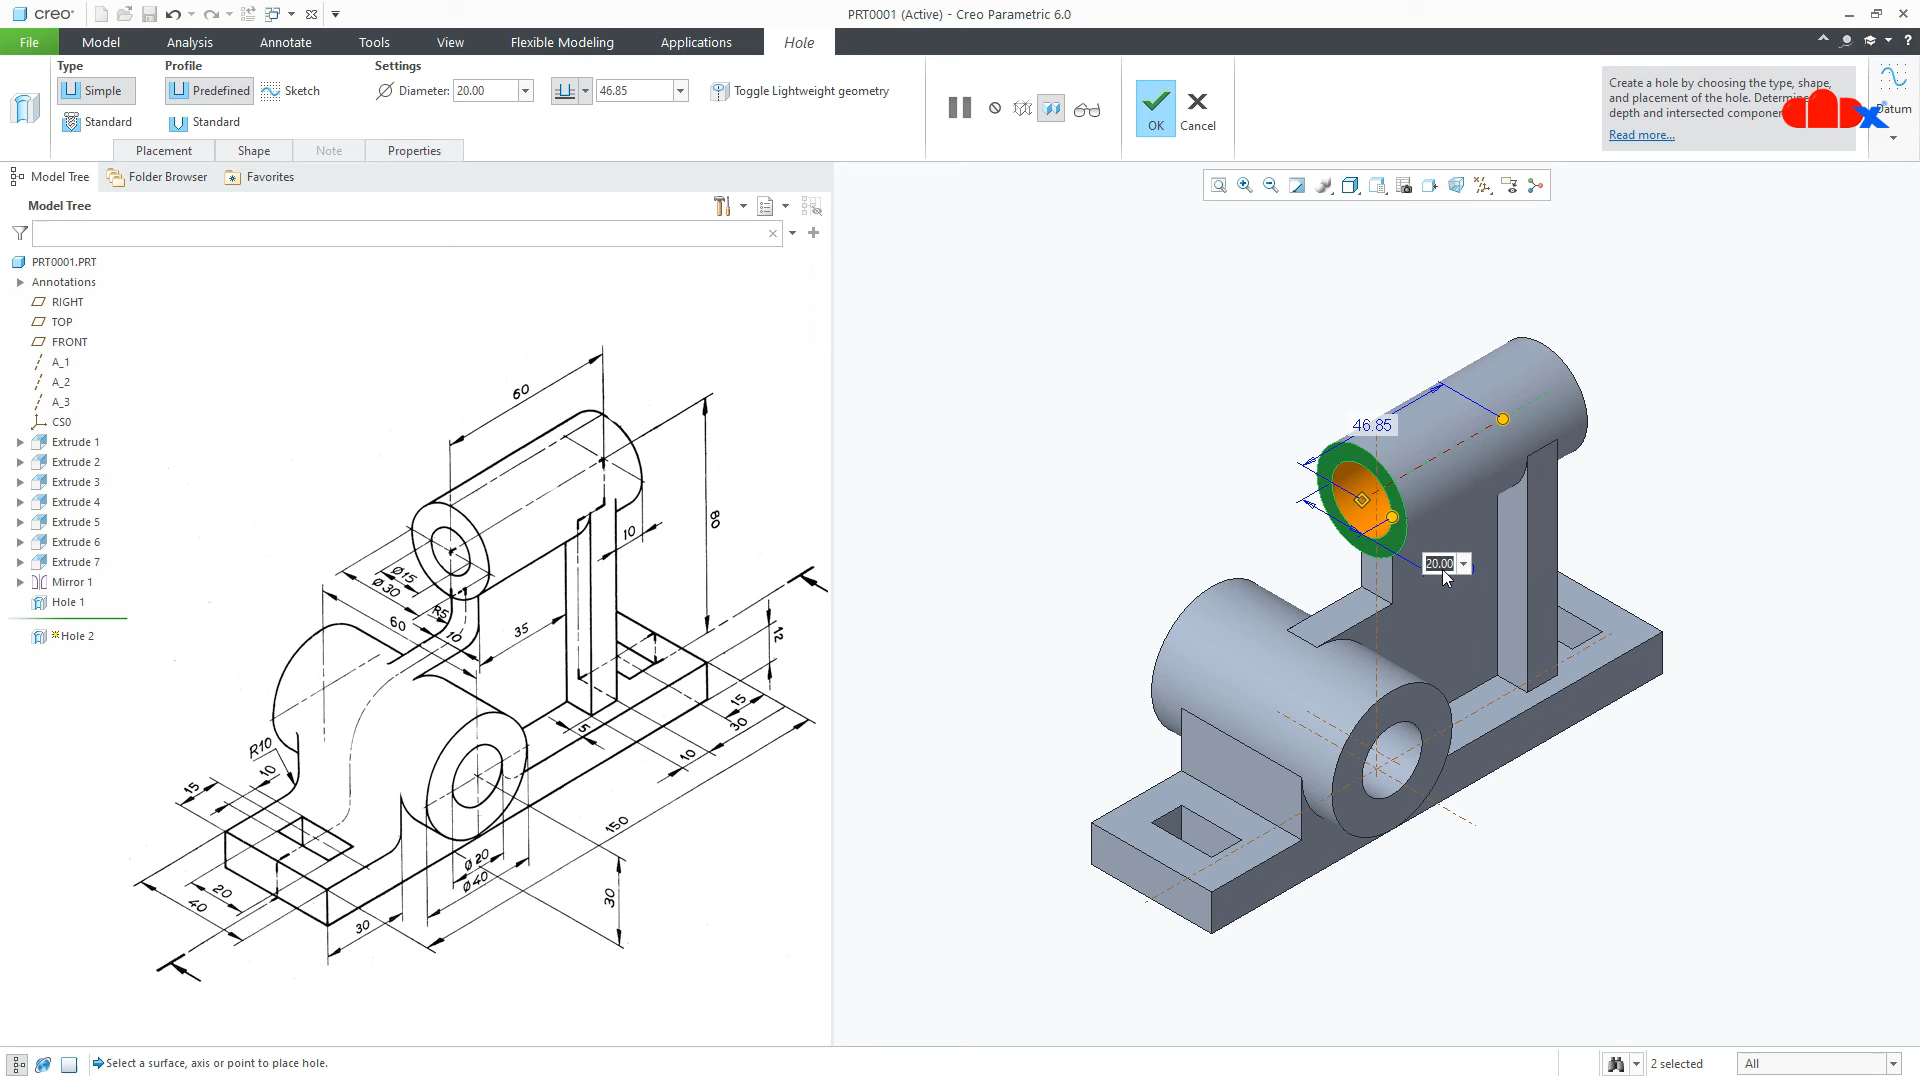 creo
PRT0001 (Active) - Creo Parametric 6.0
File Model Analysis Annotate Tools View Flexible Modeling Applications Hole
Type Profile Settings
Simple Predefined Sketch Diameter: 20.00 46.85 Toggle Lightweight geometry
Standard Standard
OK Cancel
Create a hole by choosing the type, shape,
and placement of the hole. Determine
depth and intersected component
Read more...
Datum
Placement Shape Note Properties
Model Tree Folder Browser Favorites
Model Tree
PRT0001.PRT
Annotations
RIGHT
TOP
FRONT
A_1
A_2
A_3
CS0
Extrude 1
Extrude 2
Extrude 3
Extrude 4
Extrude 5
Extrude 6
Extrude 7
Mirror 1
Hole 1
Hole 2
60
80
10
Ø15
Ø30
R5
60
10
35
12
15
30
5
10
R10
10
15
150
Ø20
Ø40
30
20
40
30
46.85
20.00
Select a surface, axis or point to place hole.
2 selected
All